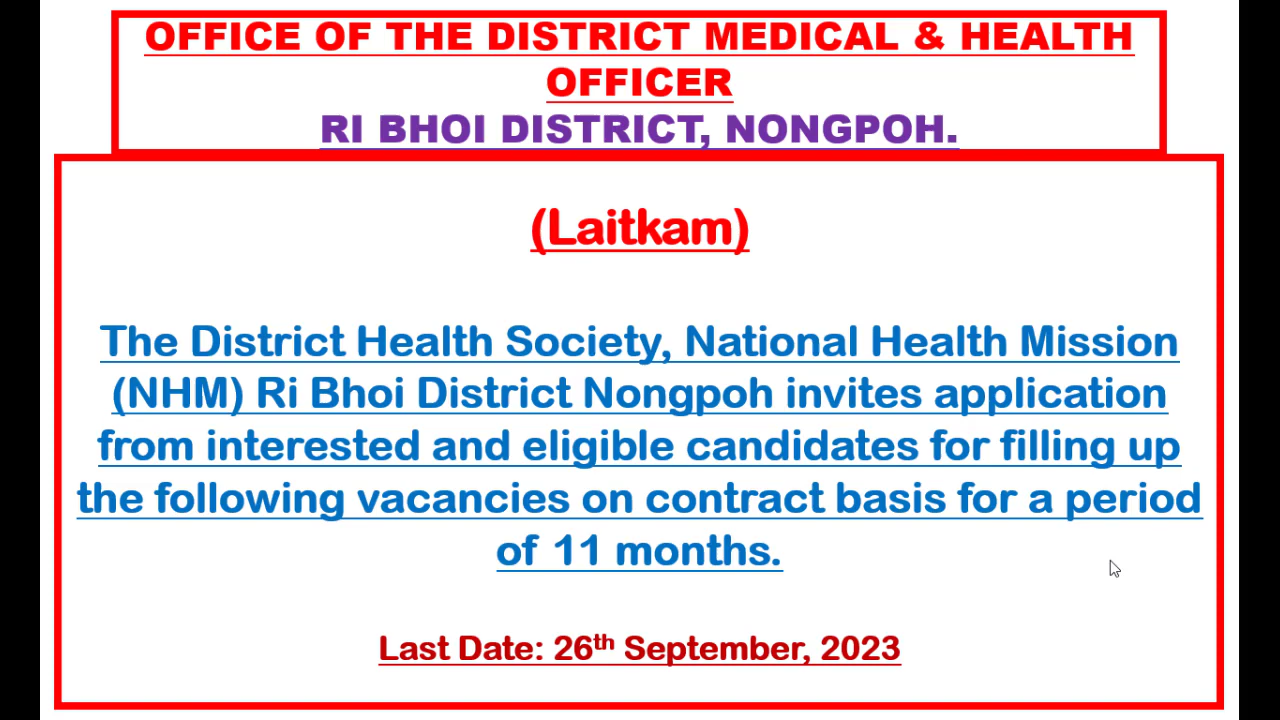 OFFICE OF THE DISTRICT MEDICAL & HEALTH
OFFICER
RI BHOI DISTRICT, NONGPOH.
(Laitkam)
The District Health Society, National Health Mission
(NHM) Ri Bhoi District Nongpoh invites application
from interested and eligible candidates for filling up
the following vacancies on contract basis for a period
of 11 months.
Last Date: 26th September, 2023